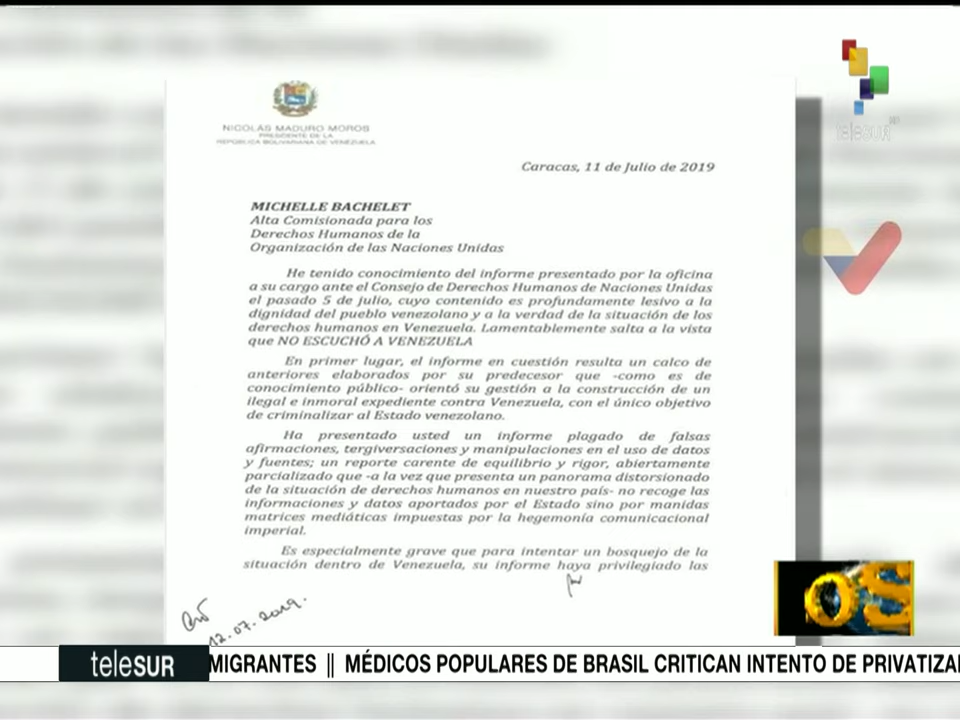 NICOLÁS MADURO MOROS
PRESIDENTE DE LA
REPÚBLICA BOLIVARIANA DE VENEZUELA
Caracas, 11 de Julio de 2019
MICHELLE BACHELET
Alta Comisionada para los
Derechos Humanos de la
Organización de las Naciones Unidas
He tenido conocimiento del informe presentado por la oficina
a su cargo ante el Consejo de Derechos Humanos de Naciones Unidas
el pasado 5 de julio, cuyo contenido es profundamente lesivo a la
dignidad del pueblo venezolano y a la verdad de la situación de los
derechos humanos en Venezuela. Lamentablemente salta a la vista
que NO ESCUCHÓ A VENEZUELA
En primer lugar, el informe en cuestión resulta un calco de
anteriores elaborados por su predecesor que -como es de
conocimiento público- orientó su gestión a la construcción de un
ilegal e inmoral expediente contra Venezuela, con el único objetivo
de criminalizar al Estado venezolano.
Ha presentado usted un informe plagado de falsas
afirmaciones, tergiversaciones y manipulaciones en el uso de datos
y fuentes; un reporte carente de equilibrio y rigor, abiertamente
parcializado que -a la vez que presenta un panorama distorsionado
de la situación de derechos humanos en nuestro país- no recoge las
informaciones y datos aportados por el Estado sino por manidas
matrices mediáticas impuestas por la hegemonía comunicacional
imperial.
Es especialmente grave que para intentar un bosquejo de la
situación dentro de Venezuela, su informe haya privilegiado las
12.07.2019.
teleSUR
teleSUR
MIGRANTES || MÉDICOS POPULARES DE BRASIL CRITICAN INTENTO DE PRIVATIZA